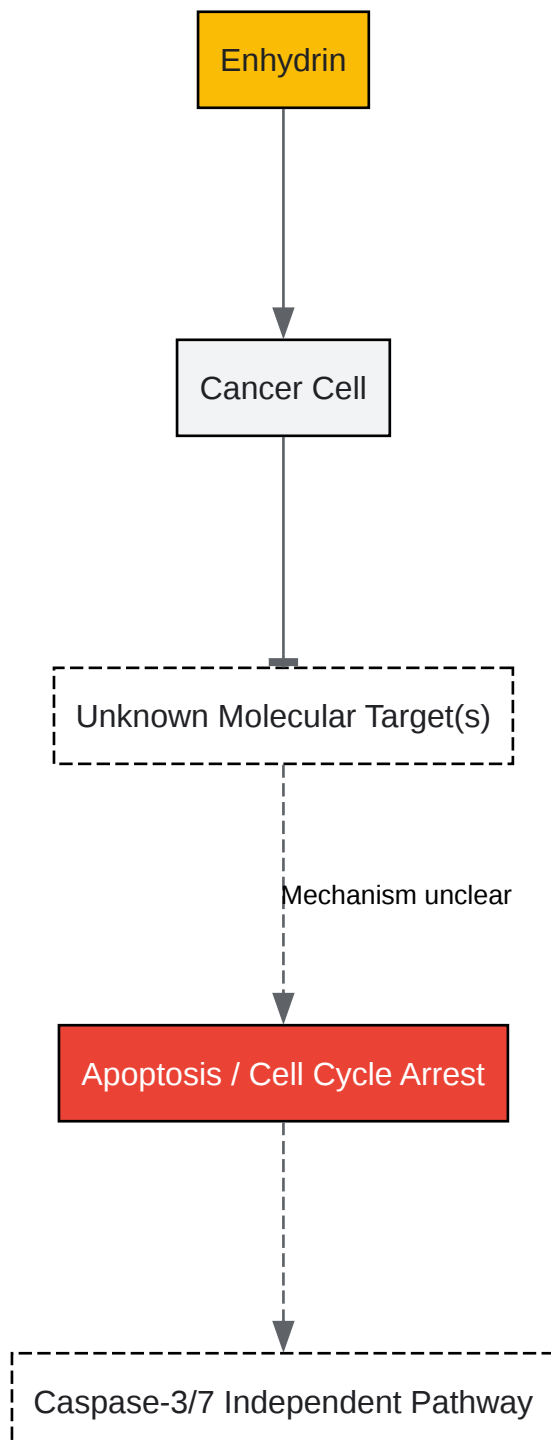 Enhydrin
Cancer Cell
Unknown Molecular Target(s)
Mechanism unclear
Apoptosis / Cell Cycle Arrest
Caspase-3/7 Independent Pathway